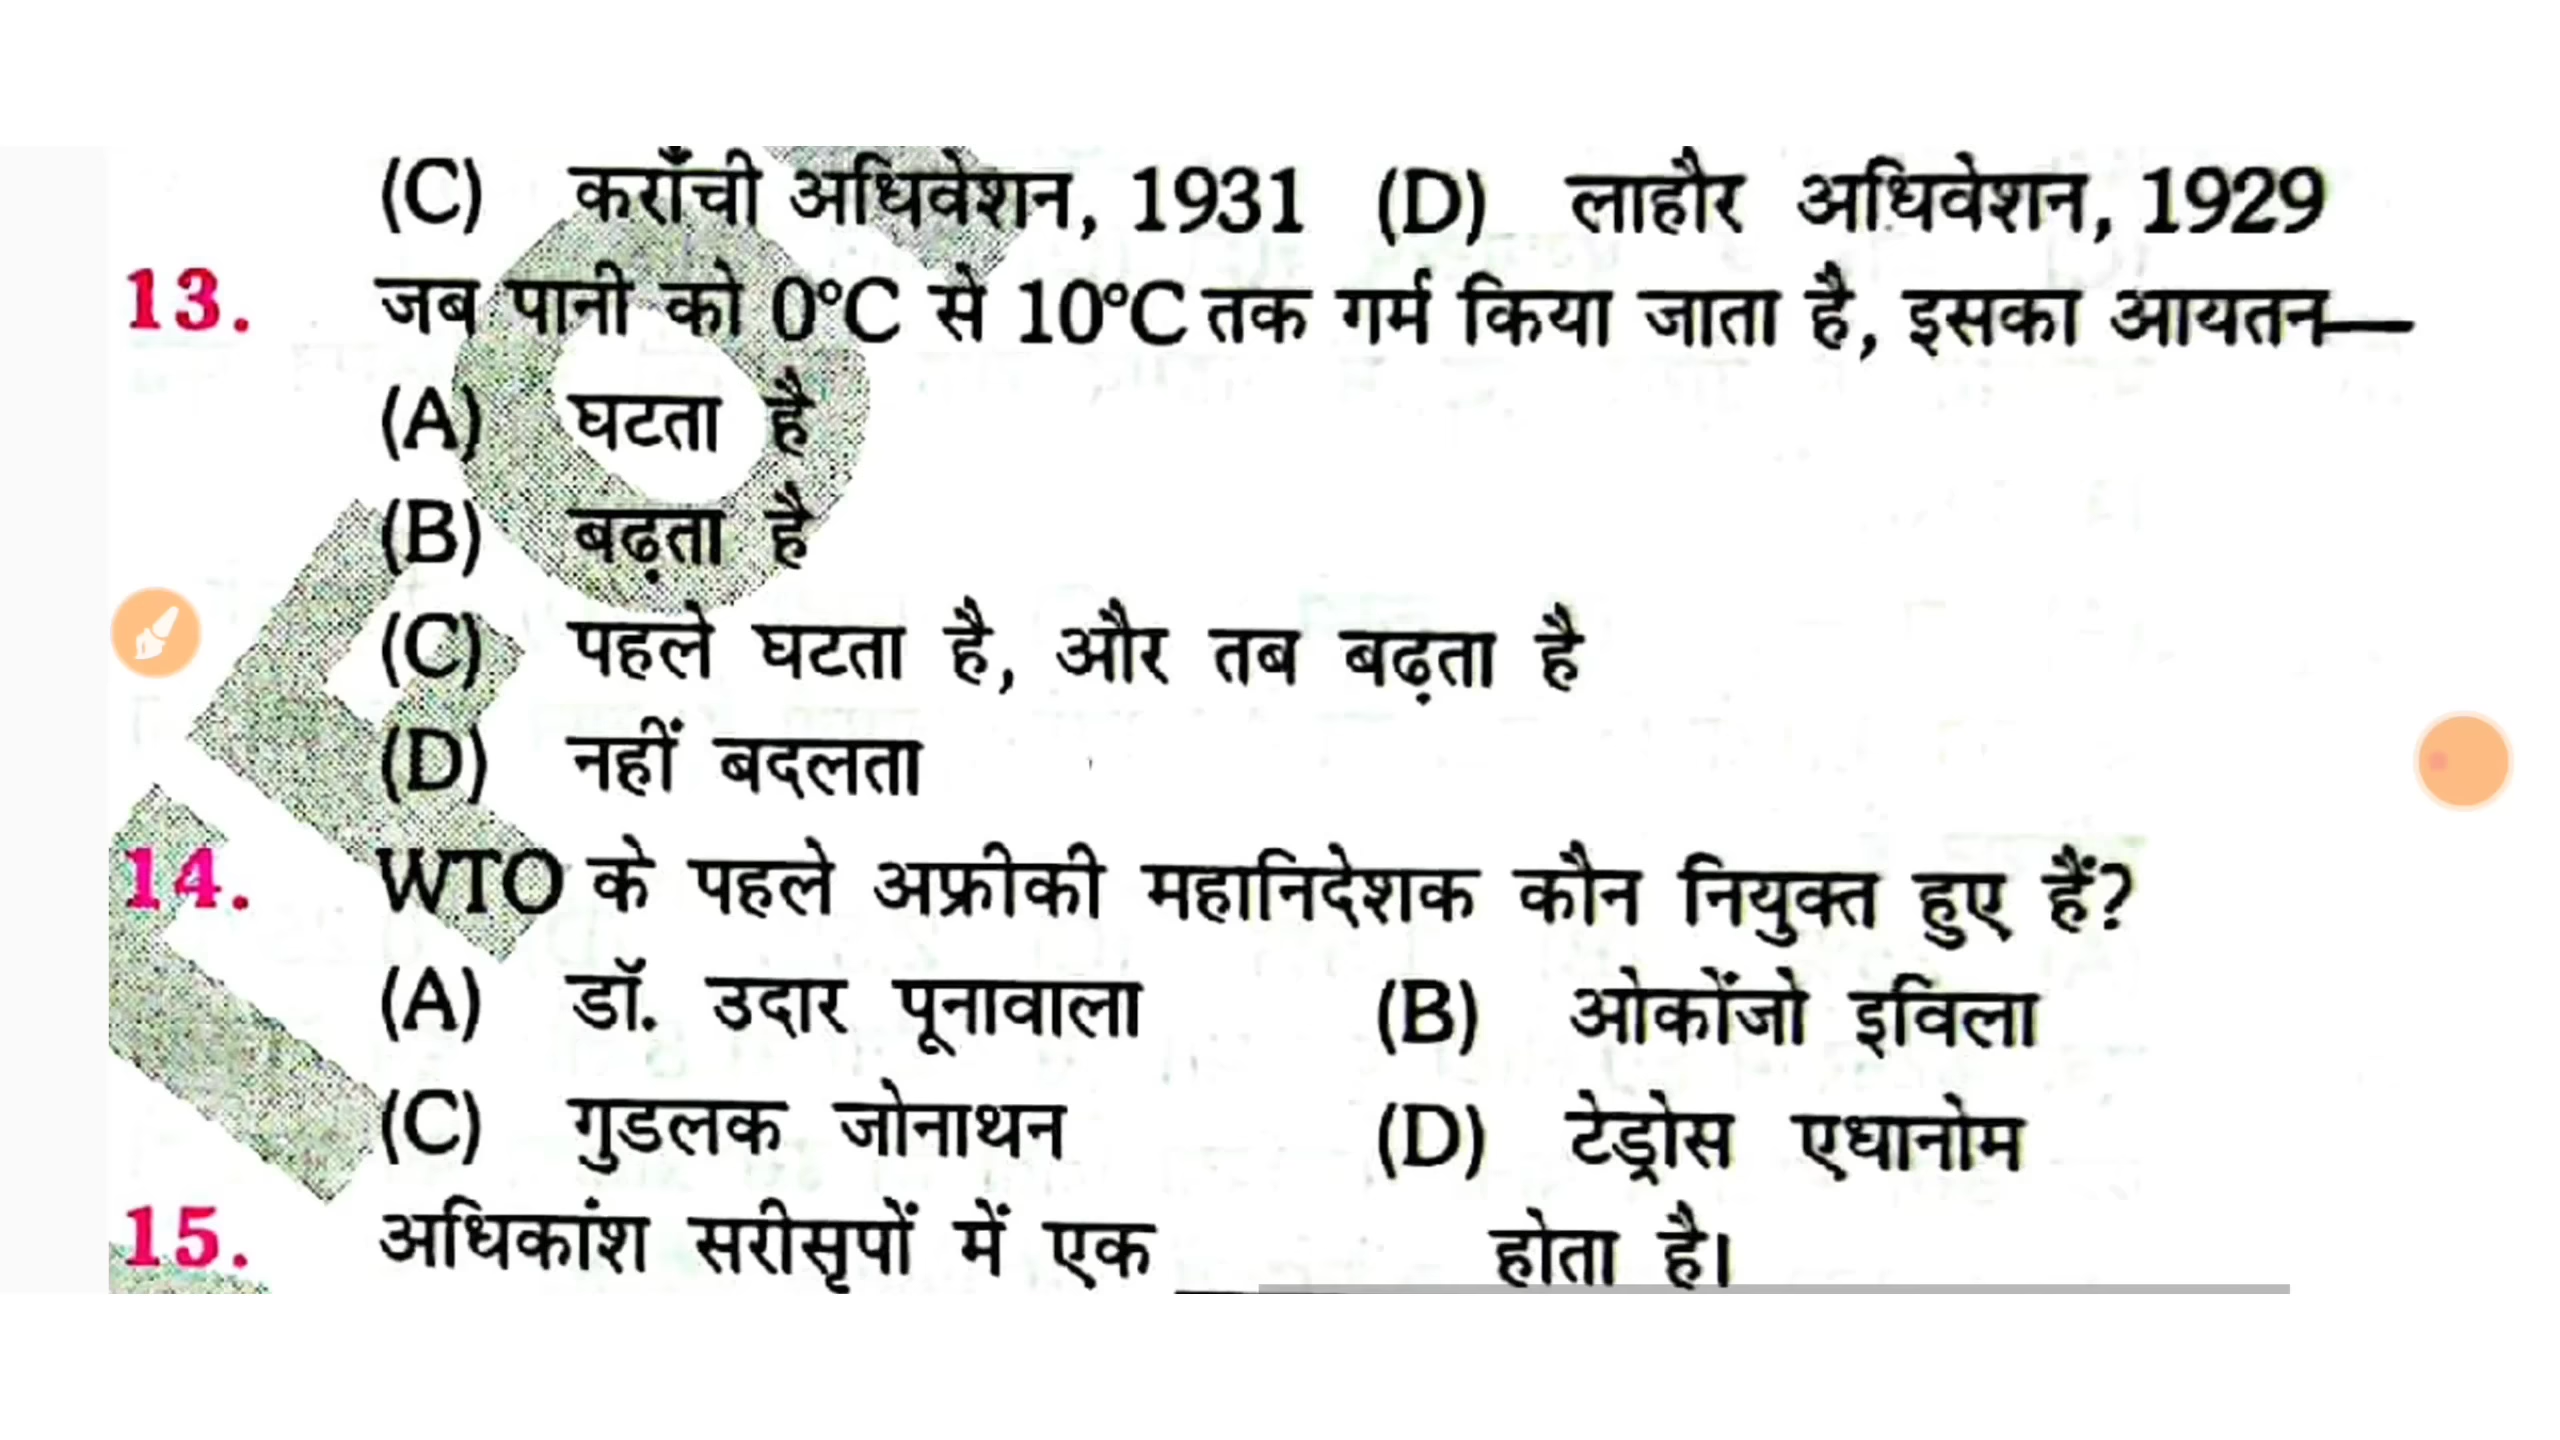 (C) कराँची अधिवेशन, 1931 (D) लाहौर अधिवेशन, 1929
13. जब पानी को 0°C से 10°C तक गर्म किया जाता है, इसका आयतन—
(A) घटता है
(B) बढ़ता है
(C) पहले घटता है, और तब बढ़ता है
(D) नहीं बदलता
14. WTO के पहले अफ्रीकी महानिदेशक कौन नियुक्त हुए हैं?
(A) डॉ. उदार पूनावाला (B) ओकोंजो इविला
(C) गुडलक जोनाथन (D) टेड्रोस एधानोम
15. अधिकांश सरीसृपों में एक ______ होता है।